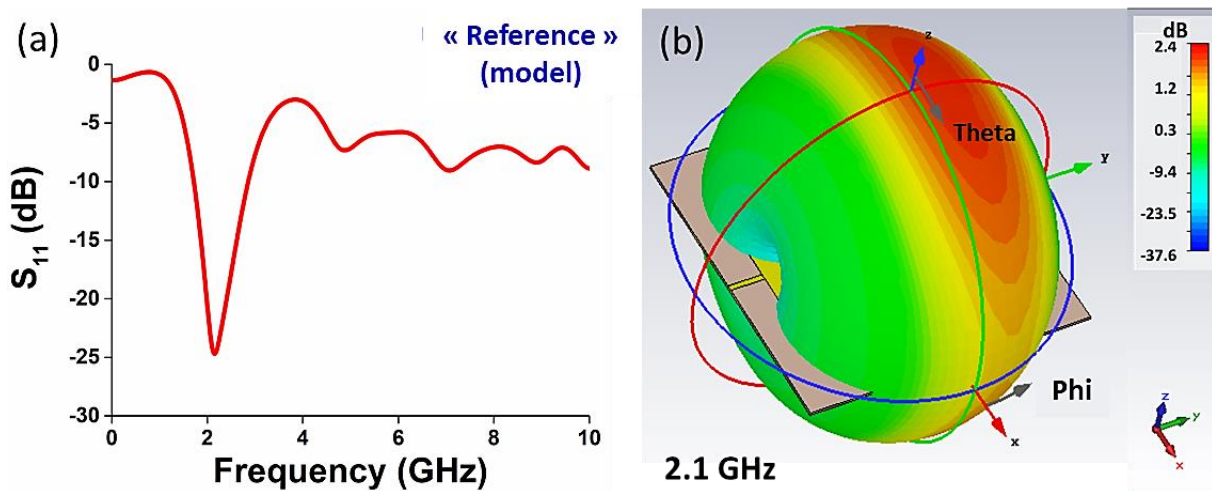 (a)
« Reference »
(model)
0
-5
-10
-15
-20
-25
-30
S11 (dB)
0 2 4 6 8 10
Frequency (GHz)
(b)
z
Theta
y
Phi
x
2.1 GHz
dB
2.4
1.2
0.3
-9.4
-23.5
-37.6
z
y
x